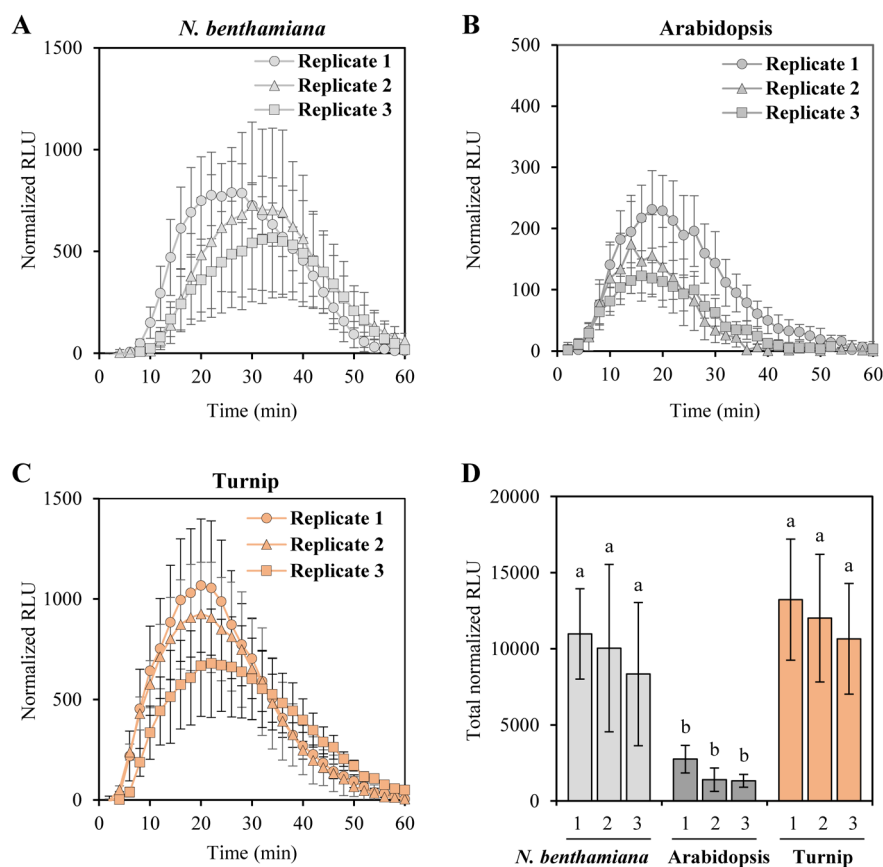 A
N. benthamiana
1500
1000
500
0
Normalized RLU
Replicate 1
Replicate 2
Replicate 3
0 10 20 30 40 50 60
Time (min)
B
Arabidopsis
500
400
300
200
100
0
Normalized RLU
Replicate 1
Replicate 2
Replicate 3
0 10 20 30 40 50 60
Time (min)
C
Turnip
1500
1000
500
0
Normalized RLU
Replicate 1
Replicate 2
Replicate 3
0 10 20 30 40 50 60
Time (min)
D
20000
15000
10000
5000
0
Total normalized RLU
a a a b b b a a a
1 2 3 1 2 3 1 2 3
N. benthamiana Arabidopsis Turnip